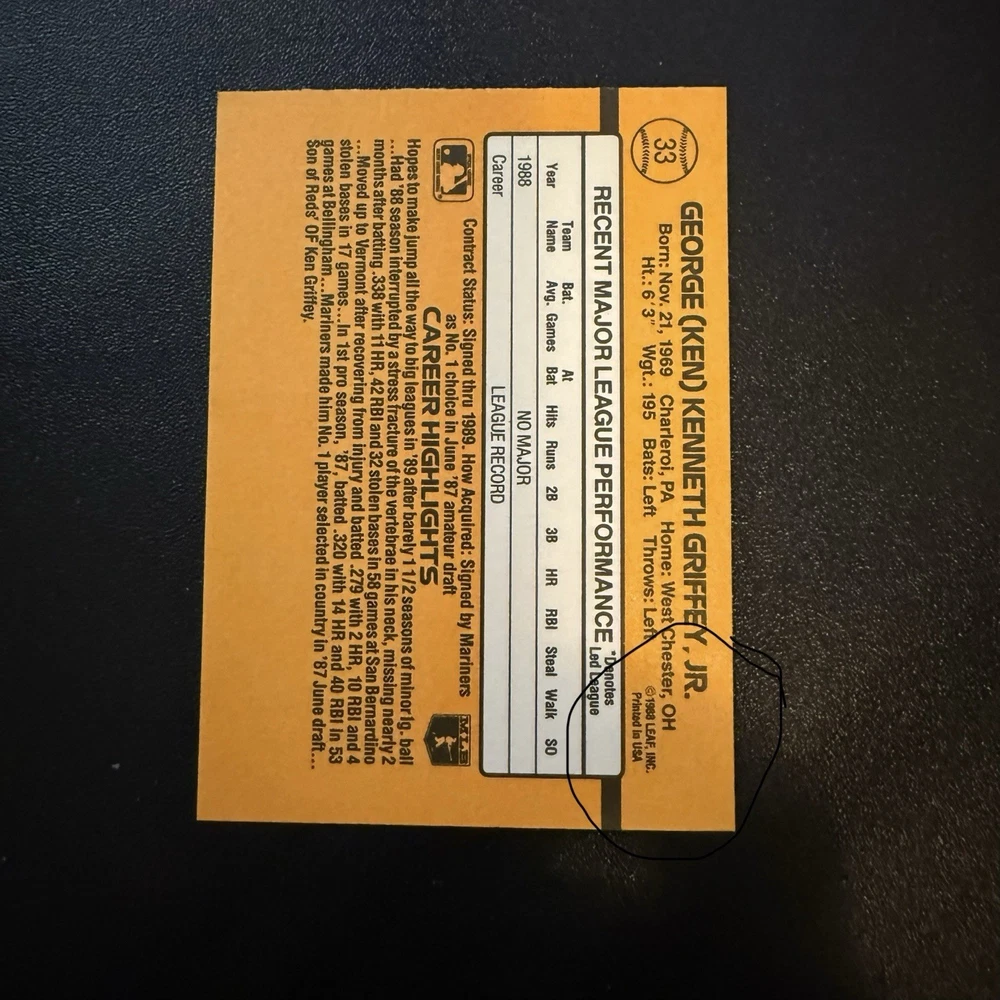 33
GEORGE (KEN) KENNETH GRIFFEY, JR.
Born: Nov. 21, 1969 Charleroi, PA Home: West Chester, OH
Ht.: 6'3" Wgt.: 195 Bats: Left Throws: Left
©1988 LEAF, INC.
Printed in USA
RECENT MAJOR LEAGUE PERFORMANCE
*Denotes
Led League
Year Team Name Bat. Avg. Games At Bat Hits Runs 2B 3B HR RBI Steal Walk SO
1988 NO MAJOR
Career LEAGUE RECORD
Contract Status: Signed thru 1989. How Acquired: Signed by Mariners
as No. 1 choice in June '87 amateur draft
CAREER HIGHLIGHTS
MLB
Hopes to make jump all the way to big leagues in '89 after barely 1 1/2 seasons of minor lg. ball
...Had '88 season interrupted by a stress fracture of the vertebrae in his neck, missing nearly 2
months after batting .338 with 11 HR, 42 RBI and 32 stolen bases in 58 games at San Bernardino
...Moved up to Vermont after recovering from injury and batted .279 with 2 HR, 10 RBI and 4
stolen bases in 17 games...In 1st pro season, '87, batted .320 with 14 HR and 40 RBI in 53
games at Bellingham...Mariners made him No. 1 player selected in country in '87 June draft...
Son of Reds' OF Ken Griffey.